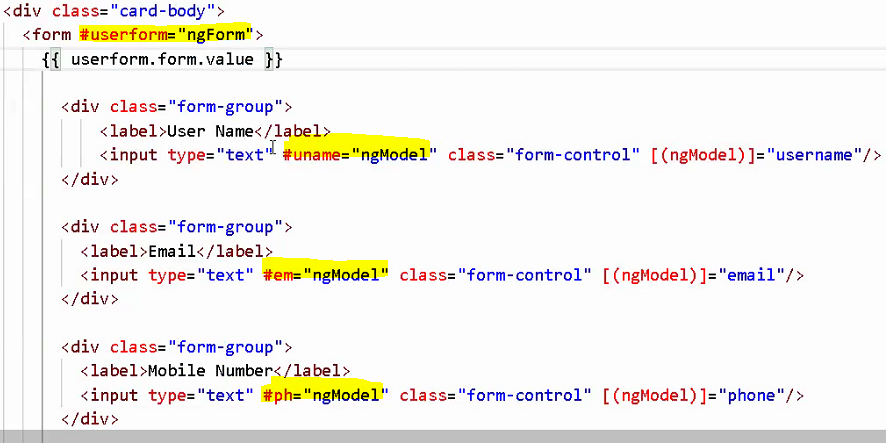 <div class="card-body">
<form #userform="ngForm">
{{ userform.form.value }}
<div class="form-group">
<label>User Name</label>
<input type="text" #uname="ngModel" class="form-control" [(ngModel)]="username"/>
</div>
<div class="form-group">
<label>Email</label>
<input type="text" #em="ngModel" class="form-control" [(ngModel)]="email"/>
</div>
<div class="form-group">
<label>Mobile Number</label>
<input type="text" #ph="ngModel" class="form-control" [(ngModel)]="phone"/>
</div>